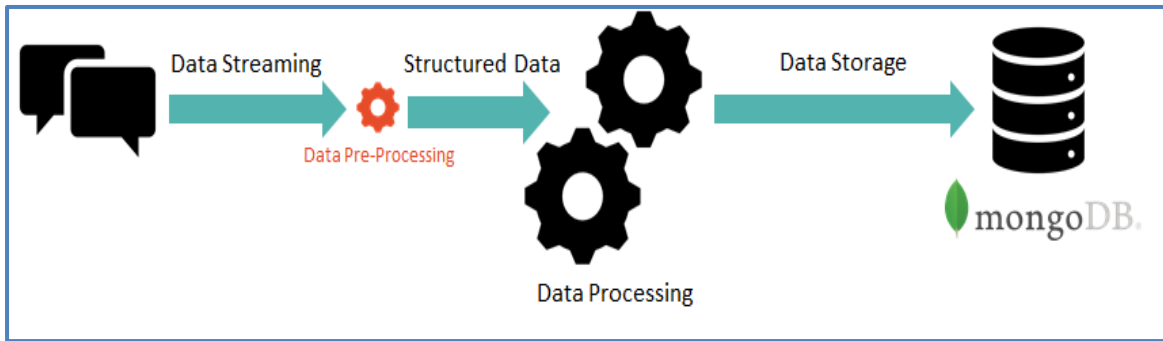 Data Streaming
Structured Data
Data Storage
Data Pre-Processing
mongoDB.
Data Processing